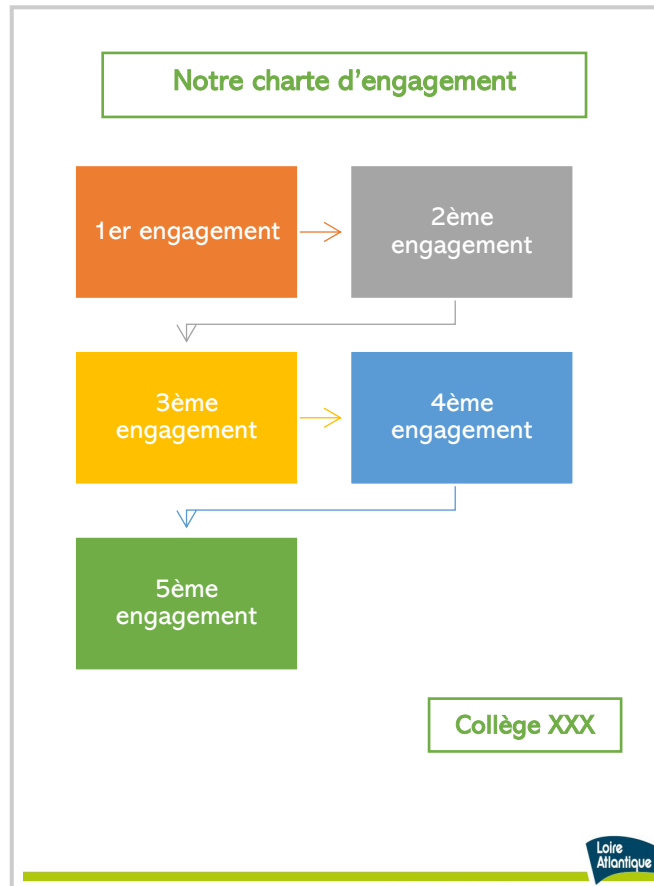 Notre charte d’engagement
1er engagement
2ème
engagement
3ème
engagement
4ème
engagement
5ème
engagement
Collège XXX
Loire
Atlantique